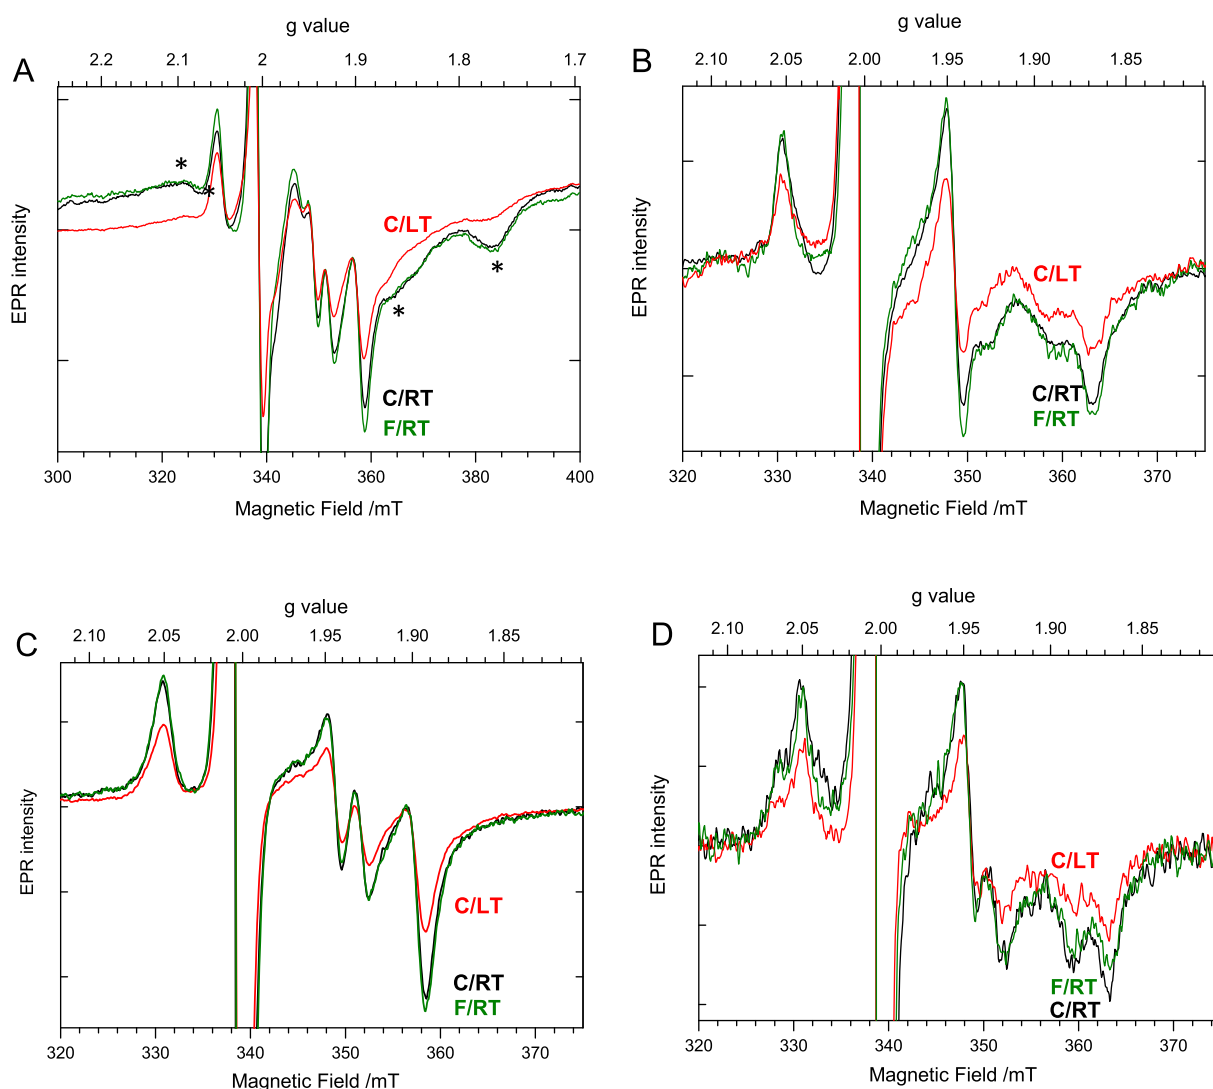 g value
A
2.2 2.1 2 1.9 1.8 1.7
*
*
C/LT
*
*
C/RT
F/RT
EPR intensity
300 320 340 360 380 400
Magnetic Field /mT
g value
B
2.10 2.05 2.00 1.95 1.90 1.85
C/LT
C/RT
F/RT
EPR intensity
320 330 340 350 360 370
Magnetic Field /mT
g value
C
2.10 2.05 2.00 1.95 1.90 1.85
C/LT
C/RT
F/RT
EPR intensity
320 330 340 350 360 370
Magnetic Field /mT
g value
D
2.10 2.05 2.00 1.95 1.90 1.85
C/LT
F/RT
C/RT
EPR intensity
320 330 340 350 360 370
Magnetic Field /mT